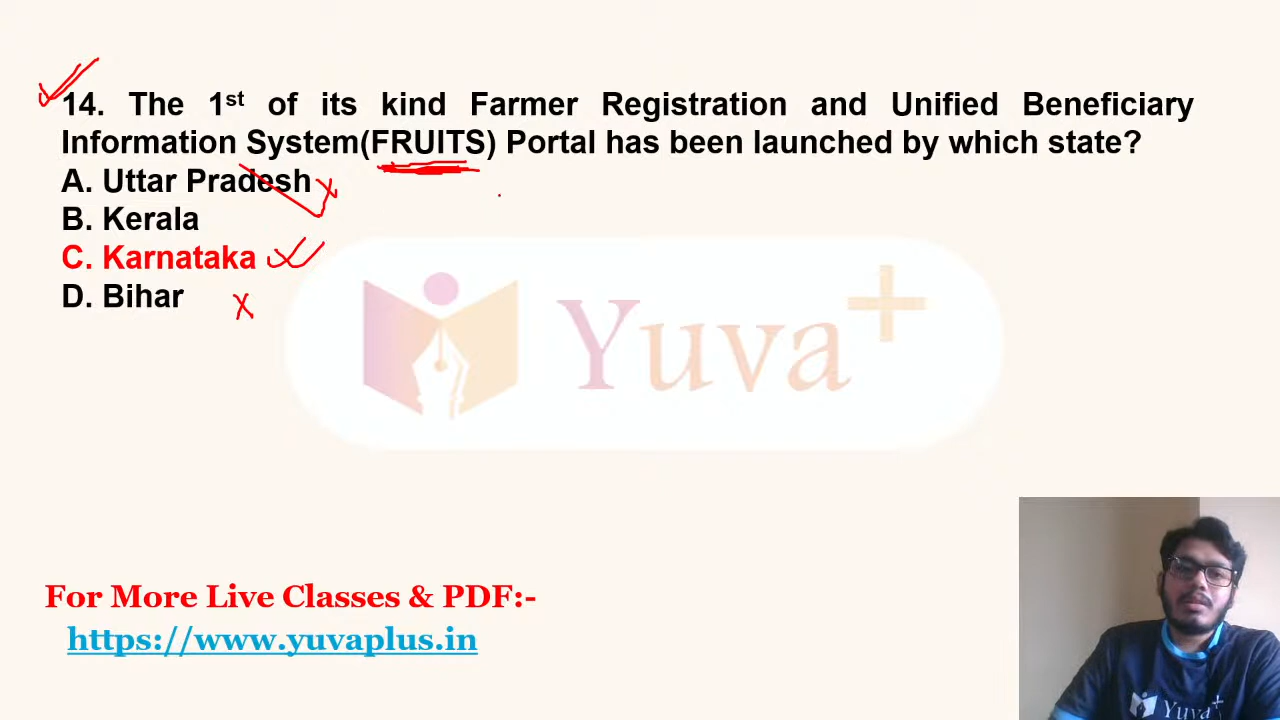 14. The 1st of its kind Farmer Registration and Unified Beneficiary
Information System(FRUITS) Portal has been launched by which state?
A. Uttar Pradesh
B. Kerala
C. Karnataka
D. Bihar
Yuva+
For More Live Classes & PDF:-
https://www.yuvaplus.in
Yuva+